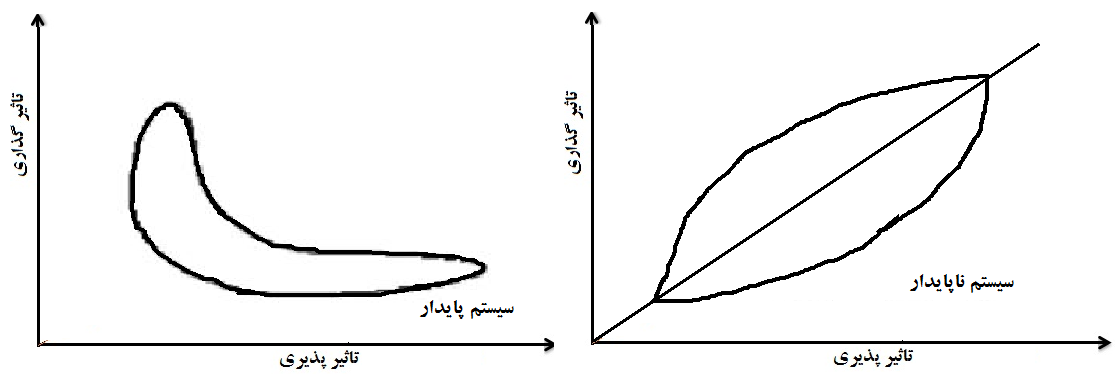 تاثیر گذاری
سیستم پایدار
تاثیر پذیری
تاثیر گذاری
سیستم ناپایدار
تاثیر پذیری